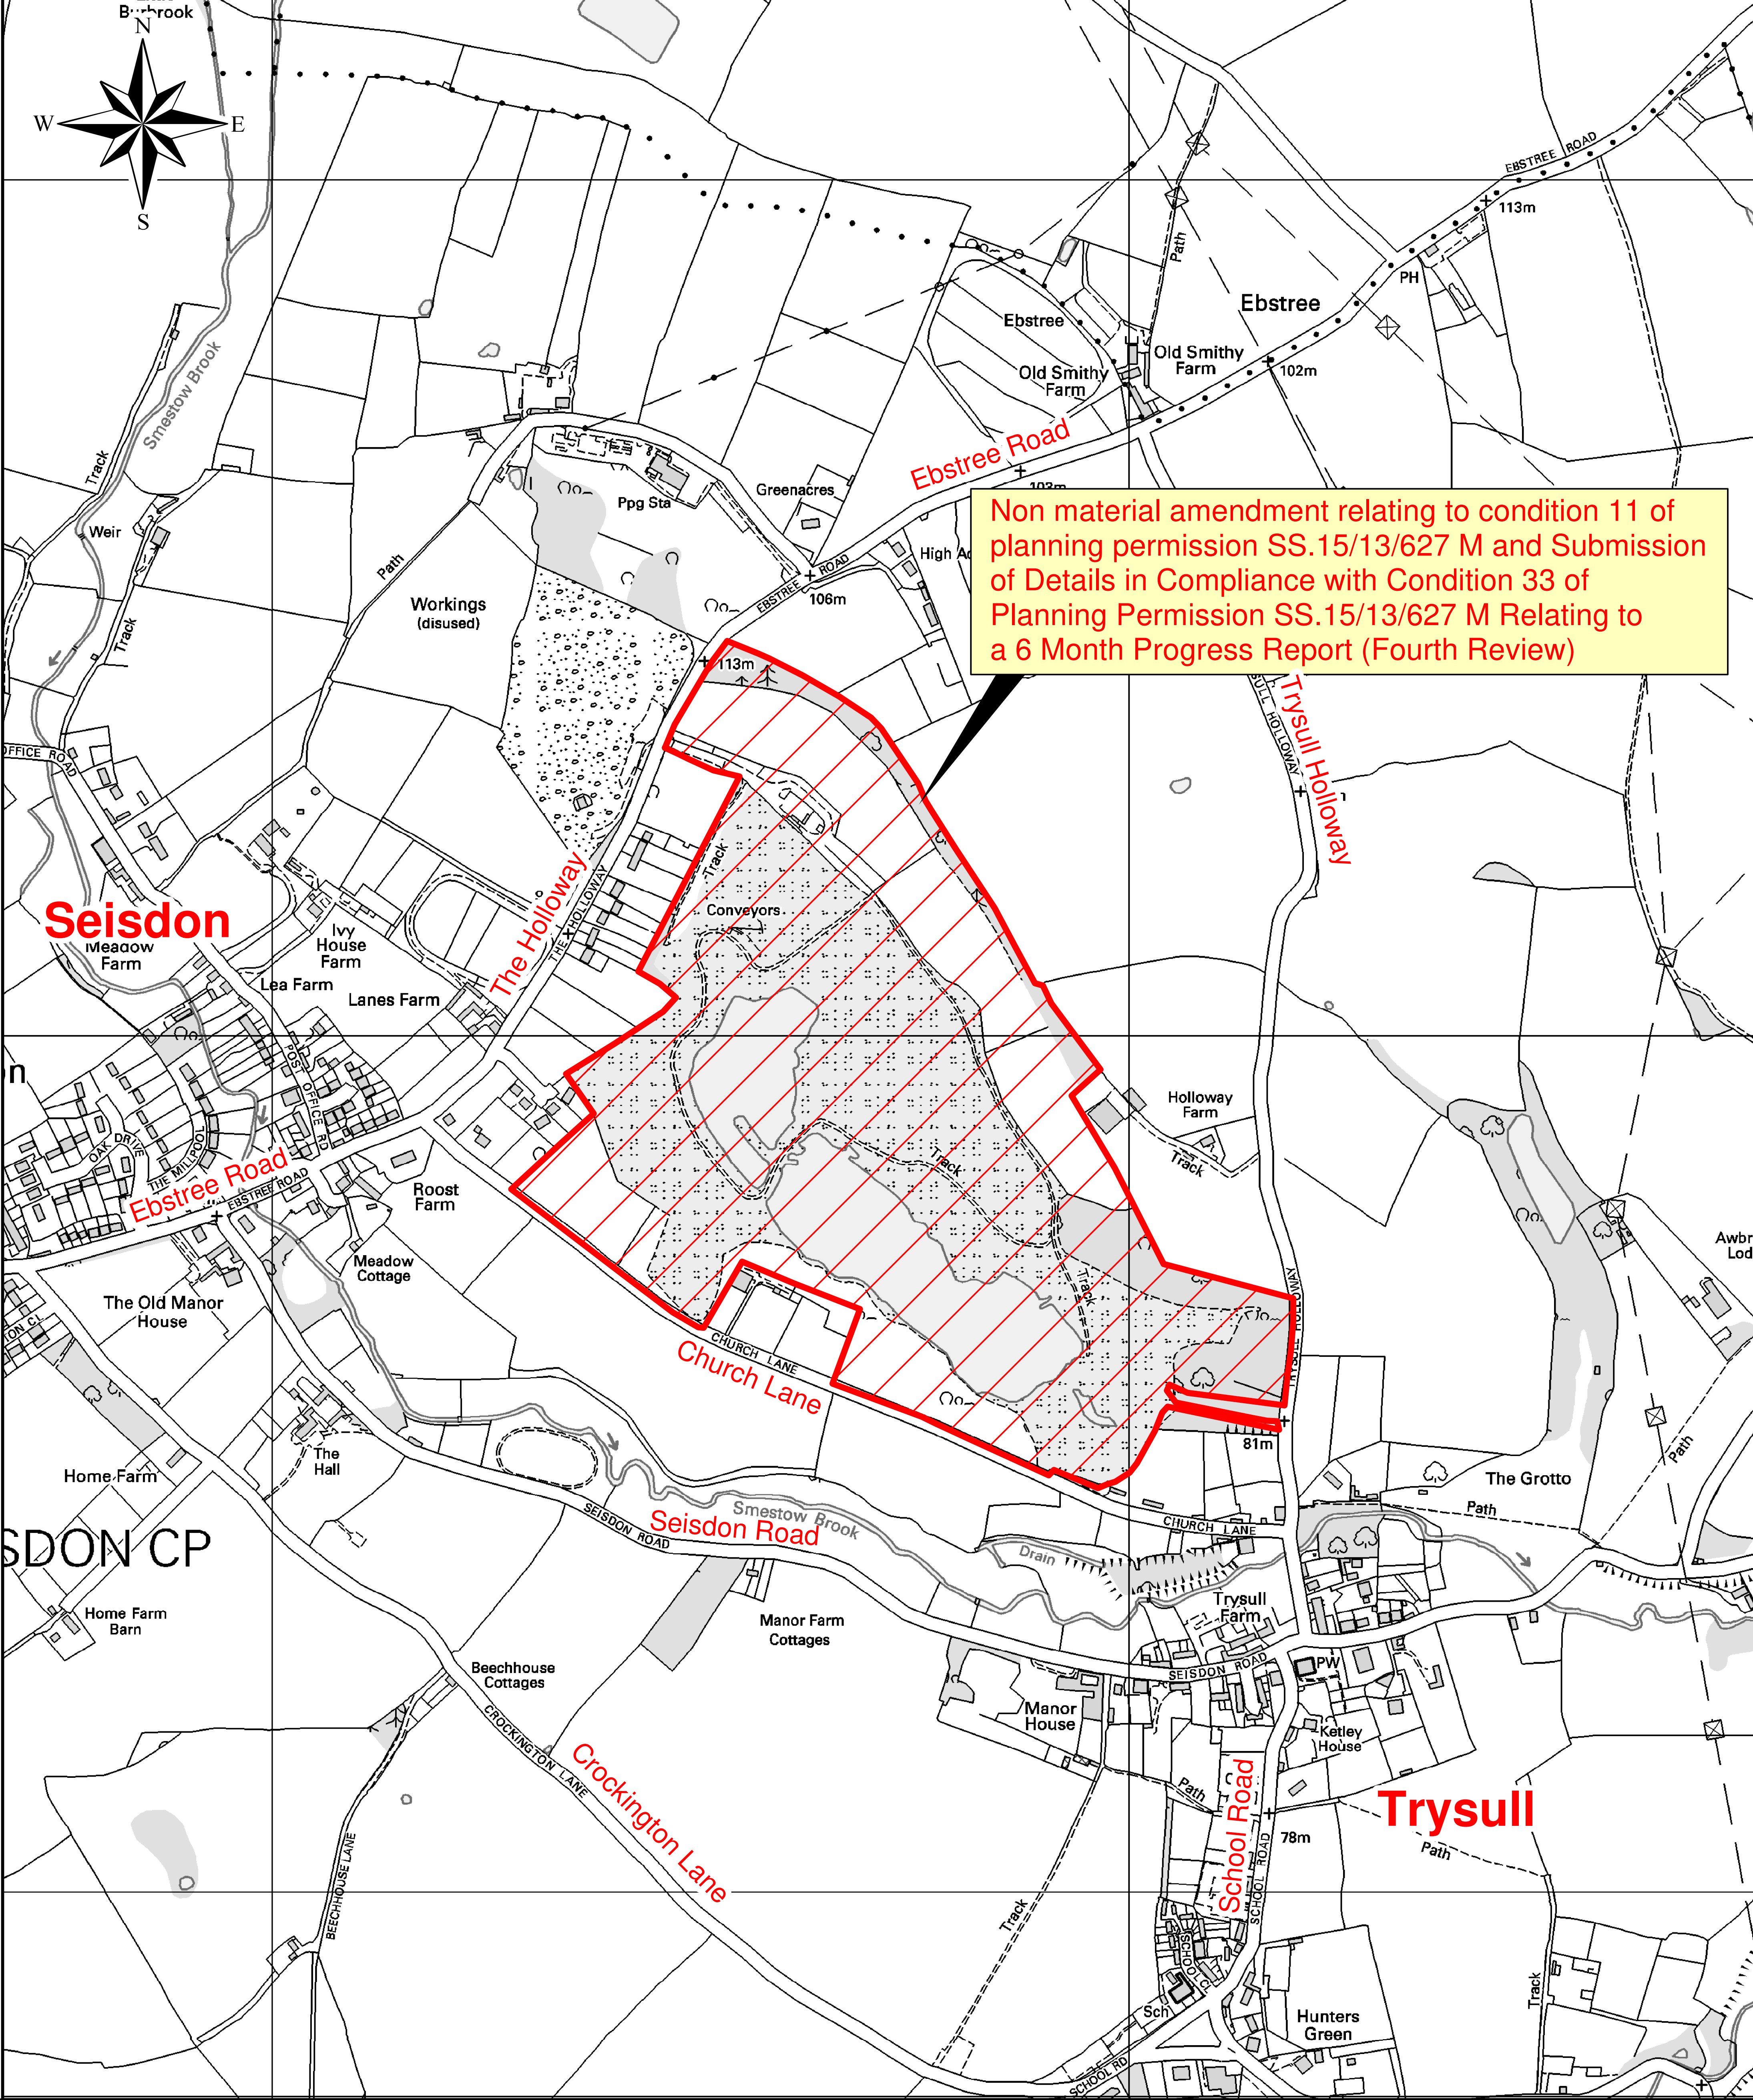 Burbrook
N
W
E
S
EBSTREE ROAD
113m
PH
Path
Ebstree
Ebstree
Old Smithy
Farm
Old Smithy
Farm
102m
Smestow Brook
Track
Ebstree Road
103m
Greenacres
Ppg Sta
Weir
Path
Non material amendment relating to condition 11 of
planning permission SS.15/13/627 M and Submission
of Details in Compliance with Condition 33 of
Planning Permission SS.15/13/627 M Relating to
a 6 Month Progress Report (Fourth Review)
High
EBSTREE ROAD
106m
Workings
(disused)
Track
113m
Trysull Holloway
HOLLOWAY
OFFICE ROAD
Track
The Holloway
THE HOLLOWAY
Conveyors
Seisdon
Meadow
Farm
Ivy
House
Farm
Lea Farm
Lanes Farm
POST OFFICE RD
Holloway
Farm
Track
Track
OAK DRIVE
THE MILLPOOL
Ebstree Road
EBSTREE ROAD
Roost
Farm
Meadow
Cottage
The Old Manor
House
Track
TRYSULL HOLLOWAY
CHURCH LANE
Church Lane
81m
The
Hall
Home Farm
The Grotto
Path
Path
SDON CP
Smestow Brook
Seisdon Road
SEISDON ROAD
CHURCH LANE
Drain
Home Farm
Barn
Manor Farm
Cottages
Trysull
Farm
SEISDON ROAD
PW
Beechhouse
Cottages
Manor
House
Ketley
House
CROCKINGTON LANE
Crockington Lane
Path
School Road
SCHOOL ROAD
Trysull
78m
Path
BEECHHOUSE LANE
Track
SCHOOL CL
Track
Sch
Hunters
Green
SCHOOL RD